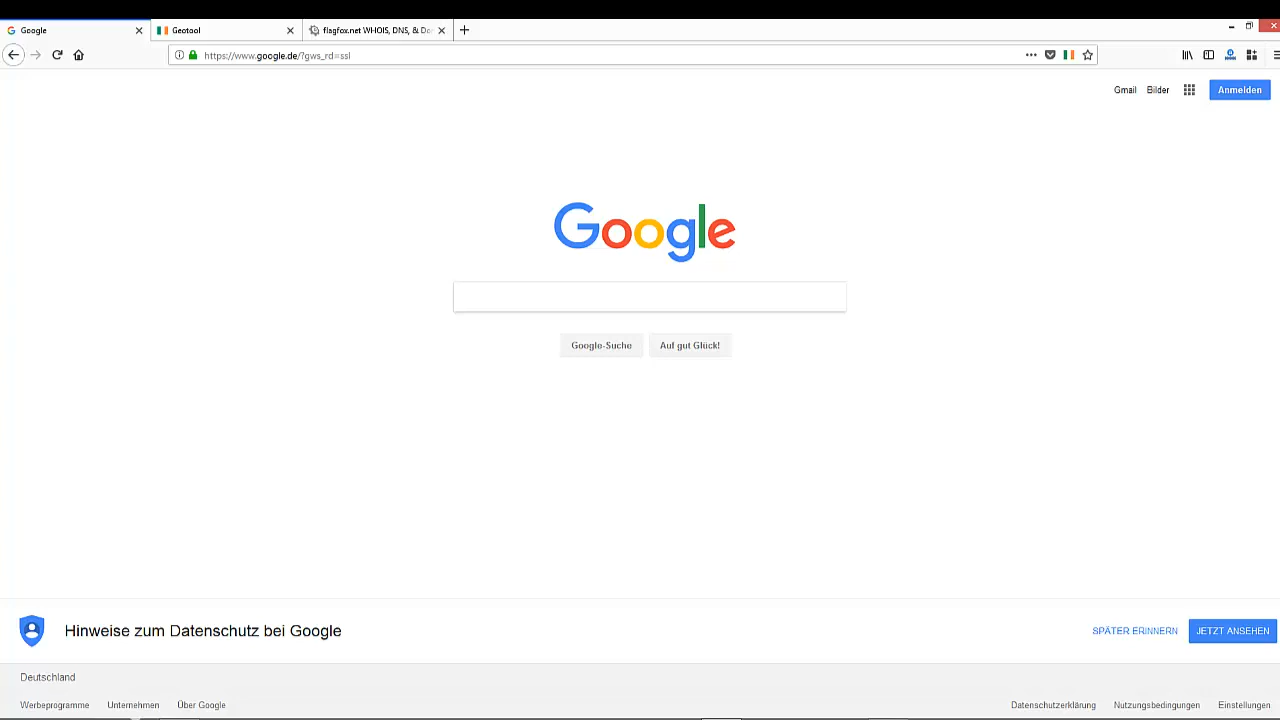 Google
Geotool
flagfox.net WHOIS, DNS, & Do
https://www.google.de/?gws_rd=ssl
Gmail Bilder Anmelden
Google
Google-Suche Auf gut Glück!
Hinweise zum Datenschutz bei Google
SPÄTER ERINNERN JETZT ANSEHEN
Deutschland
Werbeprogramme Unternehmen Über Google Datenschutzerklärung Nutzungsbedingungen Einstellungen